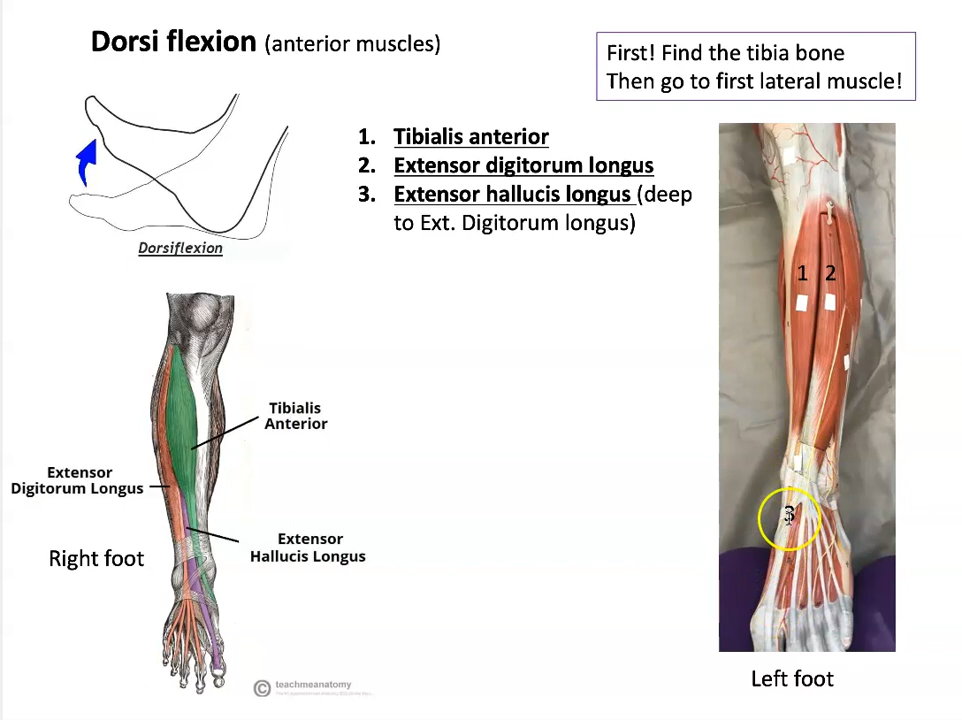 Dorsi flexion (anterior muscles)
First! Find the tibia bone
Then go to first lateral muscle!
1. Tibialis anterior
2. Extensor digitorum longus
3. Extensor hallucis longus (deep
to Ext. Digitorum longus)
Dorsiflexion
1 2
3
Tibialis
Anterior
Extensor
Digitorum Longus
Extensor
Hallucis Longus
Right foot
Left foot
© teachmeanatomy